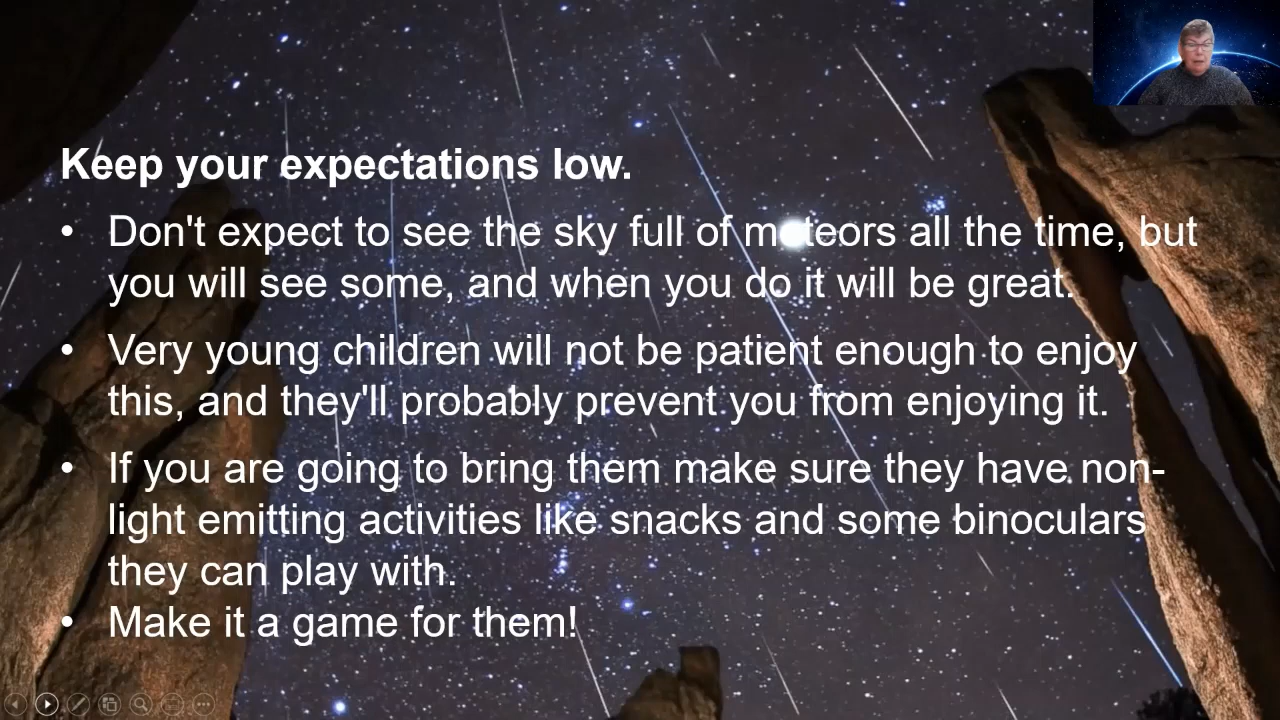 Keep your expectations low.
• Don't expect to see the sky full of meteors all the time, but
you will see some, and when you do it will be great.
• Very young children will not be patient enough to enjoy
this, and they'll probably prevent you from enjoying it.
• If you are going to bring them make sure they have non-
light emitting activities like snacks and some binoculars
they can play with.
• Make it a game for them!